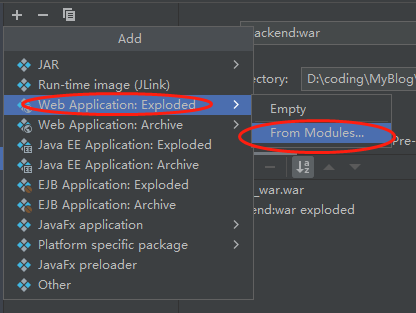 Add
JAR
Run-time image (JLink)
Web Application: Exploded
Web Application: Archive
Java EE Application: Exploded
Java EE Application: Archive
EJB Application: Exploded
EJB Application: Archive
JavaFx application
Platform specific package
JavaFx preloader
Other
ackend:war
ectory: D:\coding\MyBlog\
Empty
From Modules...
Pre-
_war.war
end:war exploded